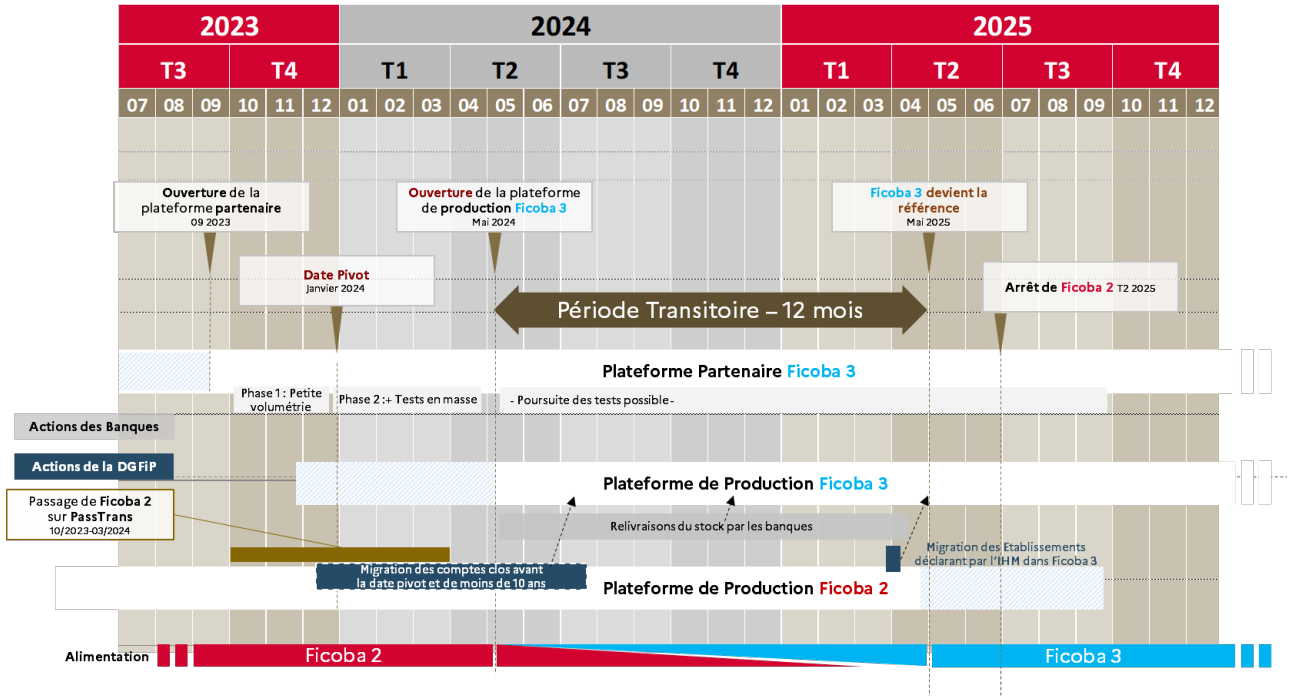 2023 2024 2025
T3 T4 T1 T2 T3 T4 T1 T2 T3 T4
07 08 09 10 11 12 01 02 03 04 05 06 07 08 09 10 11 12 01 02 03 04 05 06 07 08 09 10 11 12
Ouverture de la
plateforme partenaire
09 2023
Ouverture de la plateforme
de production Ficoba 3
Mai 2024
Ficoba 3 devient la
référence
Mai 2025
Date Pivot
Janvier 2024
Arrêt de Ficoba 2 T2 2025
Période Transitoire – 12 mois
Plateforme Partenaire Ficoba 3
Phase 1 : Petite
volumétrie
Phase 2 :+ Tests en masse
- Poursuite des tests possible-
Actions des Banques
Actions de la DGFiP
Plateforme de Production Ficoba 3
Passage de Ficoba 2
sur PassTrans
10/2023-03/2024
Relivraisons du stock par les banques
Migration des Etablissements
déclarant par l'IHM dans Ficoba 3
Migration des comptes clos avant
la date pivot et de moins de 10 ans
Plateforme de Production Ficoba 2
Alimentation
Ficoba 2
Ficoba 3